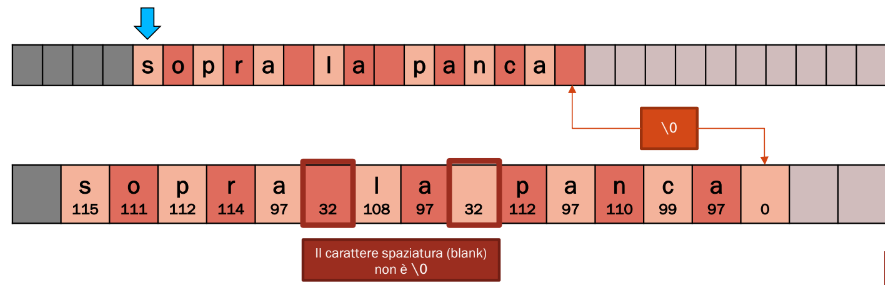 s o p r a l a p a n c a
\0
s o p r a l a p a n c a
115 111 112 114 97 32 108 97 32 112 97 110 99 97 0
Il carattere spaziatura (blank)
non è \0